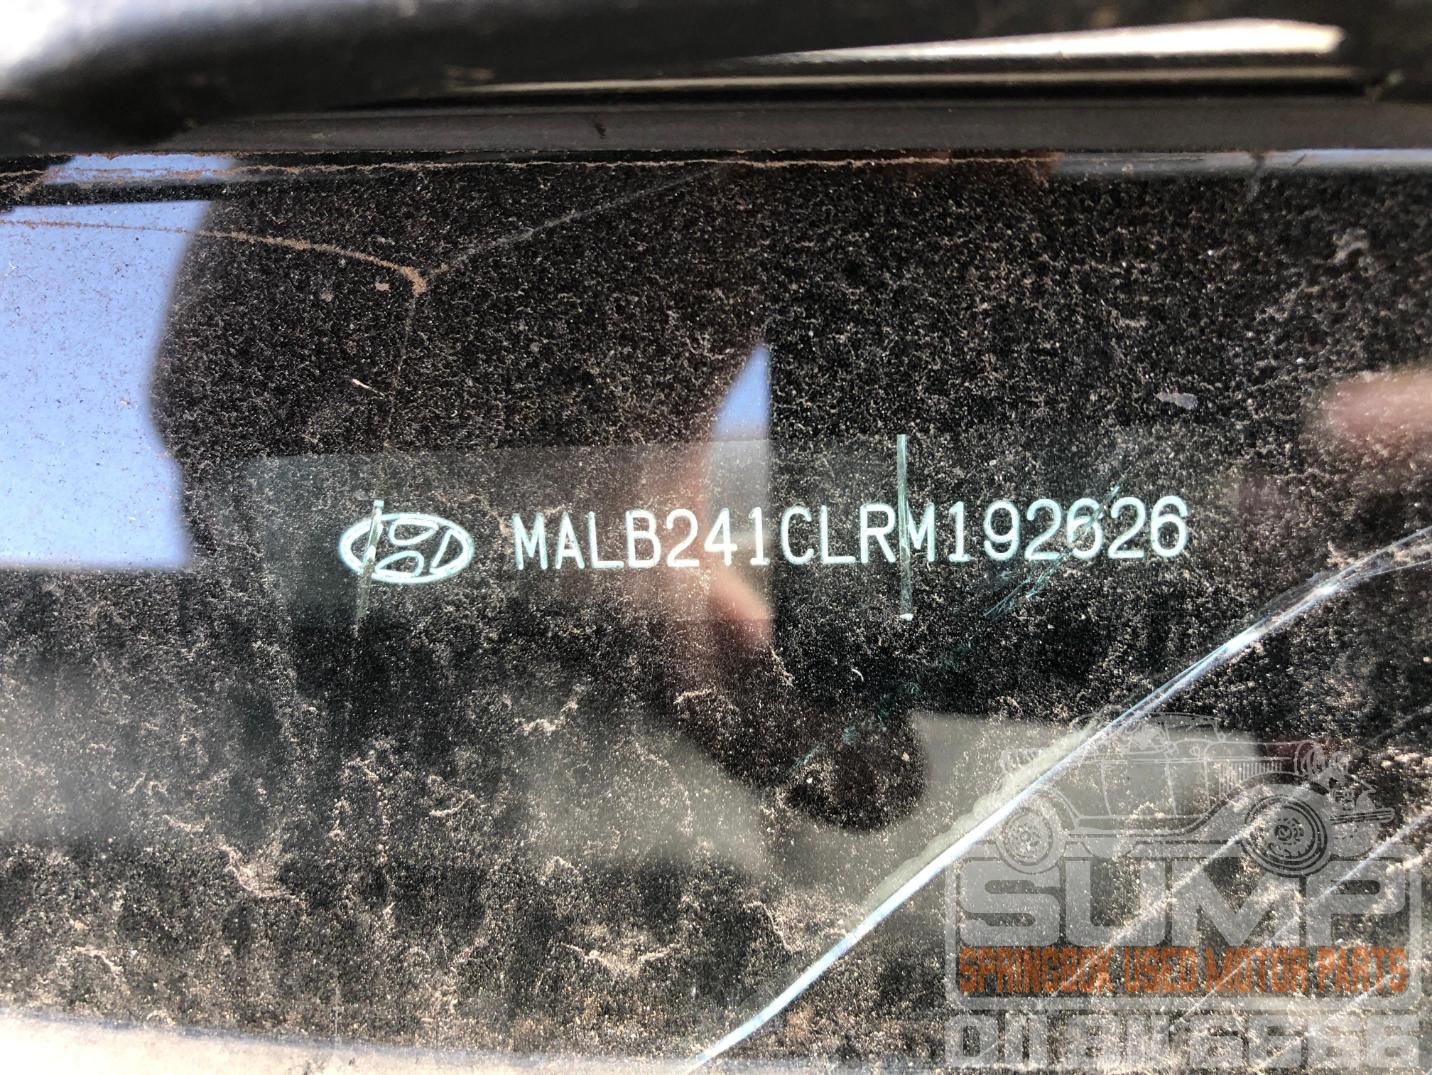 MALB241CLRM192626
SUMP
SPRINGBOK USED MOTOR PARTS